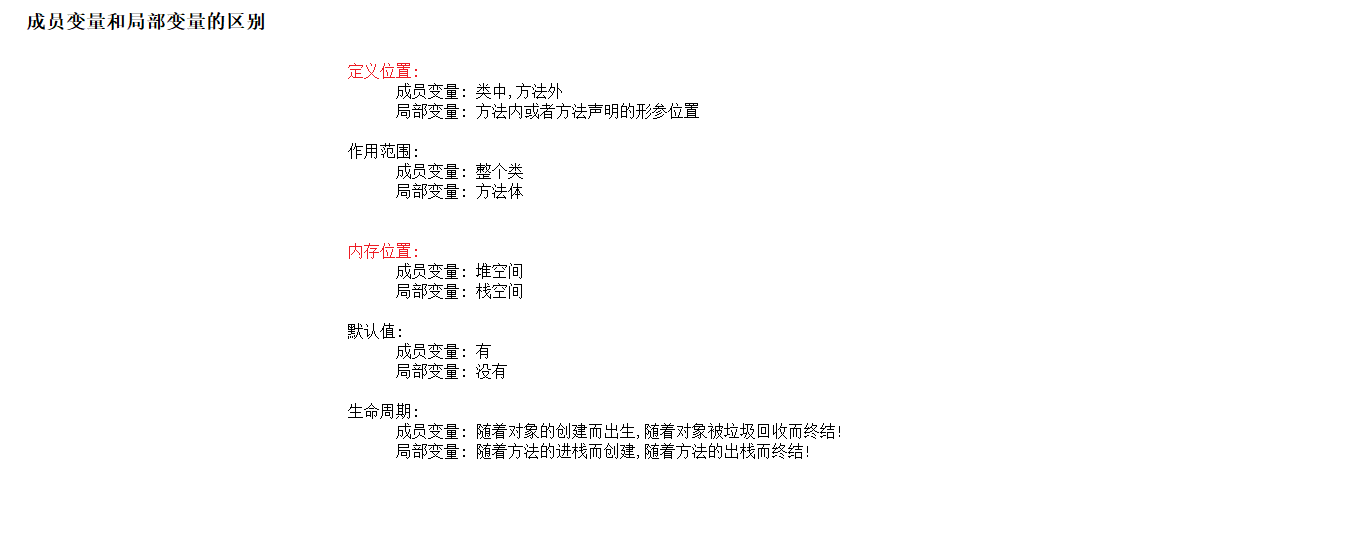 成员变量和局部变量的区别
定义位置:
成员变量: 类中,方法外
局部变量: 方法内或者方法声明的形参位置
作用范围:
成员变量: 整个类
局部变量: 方法体
内存位置:
成员变量: 堆空间
局部变量: 栈空间
默认值:
成员变量: 有
局部变量: 没有
生命周期:
成员变量: 随着对象的创建而出生,随着对象被垃圾回收而终结!
局部变量: 随着方法的进栈而创建,随着方法的出栈而终结!